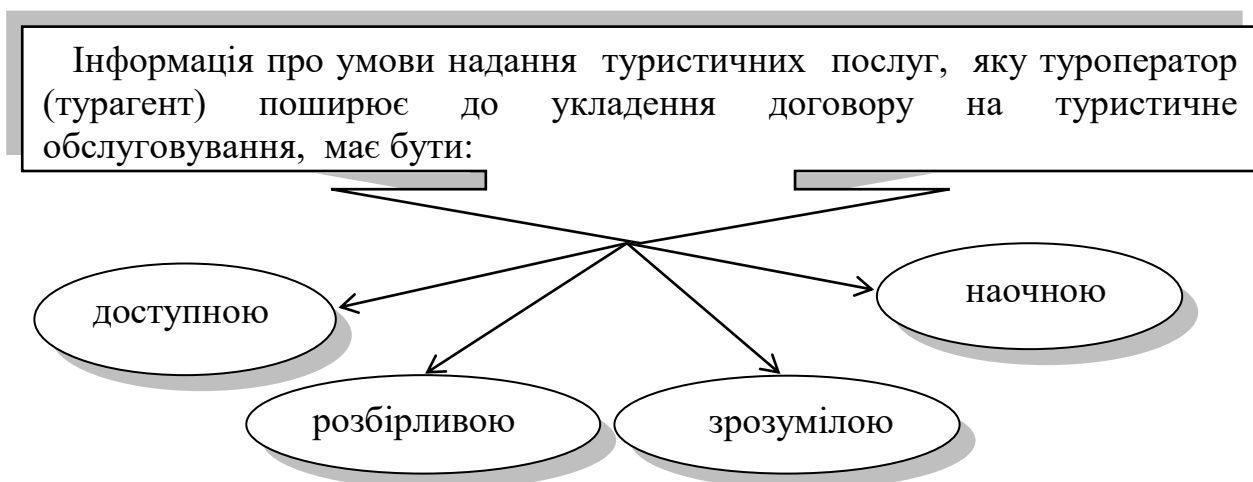 Інформація про умови надання туристичних послуг, яку туроператор
(турагент) поширює до укладення договору на туристичне
обслуговування, має бути:
доступною
наочною
розбірливою
зрозумілою